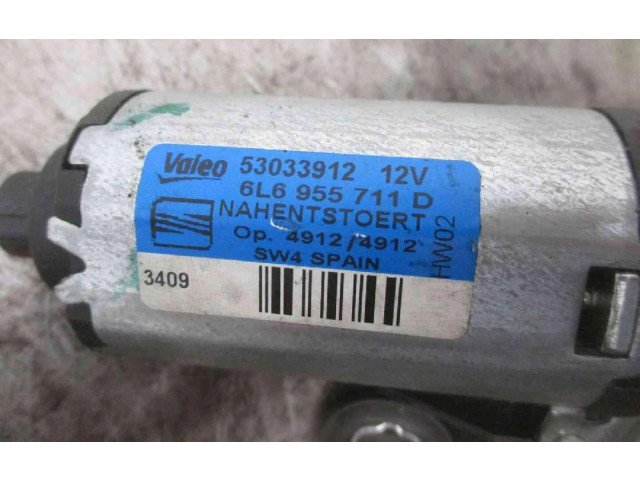 Valeo 53033912 12V
6L6 955 711 D
NAHENTSTOERT
Op. 4912/4912
SW4 SPAIN
HW02
3409